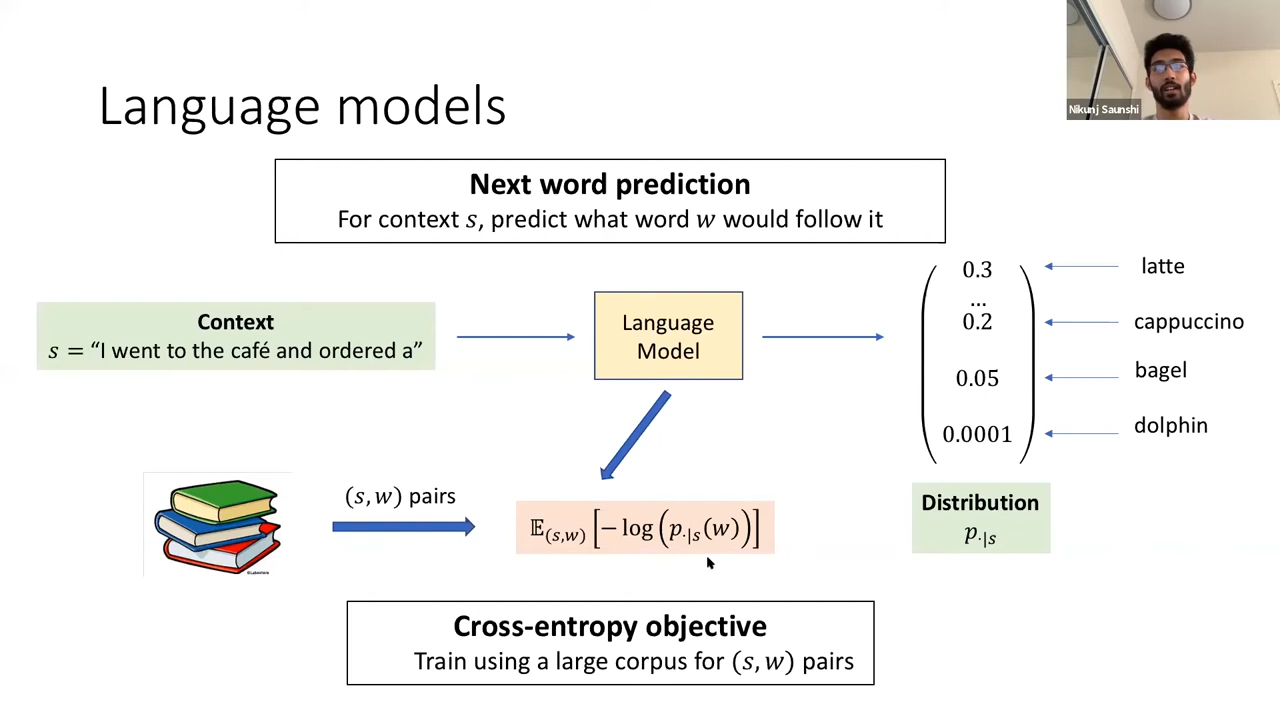 Language models
Nikunj Saunshi
Next word prediction
For context s, predict what word w would follow it
Context
s = “I went to the café and ordered a”
Language
Model
0.3
...
0.2
0.05
0.0001
latte
cappuccino
bagel
dolphin
(s, w) pairs
𝔼(s,w) [− log (p·|s(w))]
Distribution
p·|s
Cross-entropy objective
Train using a large corpus for (s, w) pairs